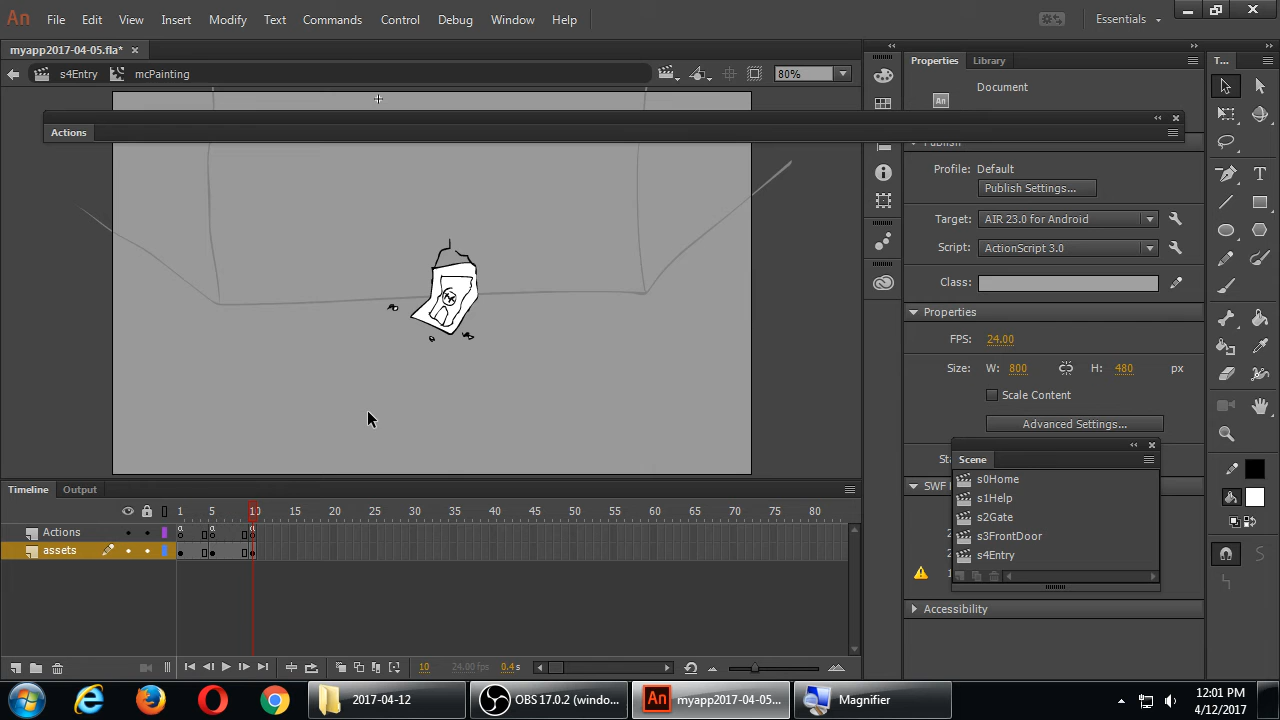 An File Edit View Insert Modify Text Commands Control Debug Window Help Essentials
myapp2017-04-05.fla* ×
s4Entry mcPainting 80%
Properties Library
Document
An
Actions
Publish
Profile: Default
Publish Settings...
Target: AIR 23.0 for Android
Script: ActionScript 3.0
Class:
Properties
FPS: 24.00
Size: W: 800 H: 480 px
Scale Content
Advanced Settings...
Scene
s0Home
s1Help
s2Gate
s3FrontDoor
s4Entry
SWF
Accessibility
Timeline Output
1 5 10 15 20 25 30 35 40 45 50 55 60 65 70 75 80
Actions
assets
10 24.00 fps 0.4s
2017-04-12 OBS 17.0.2 (windo... An myapp2017-04-05... Magnifier
12:01 PM
4/12/2017